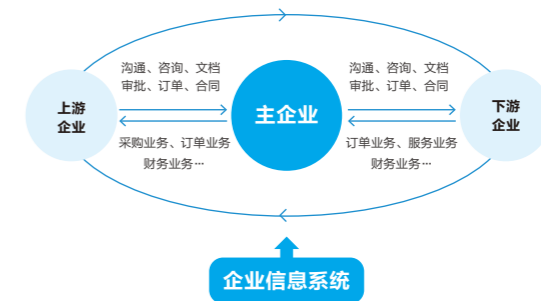 沟通、咨询、文档
审批、订单、合同
沟通、咨询、文档
审批、订单、合同
上游
企业
主企业
下游
企业
采购业务、订单业务
财务业务…
订单业务、服务业务
财务业务…
企业信息系统